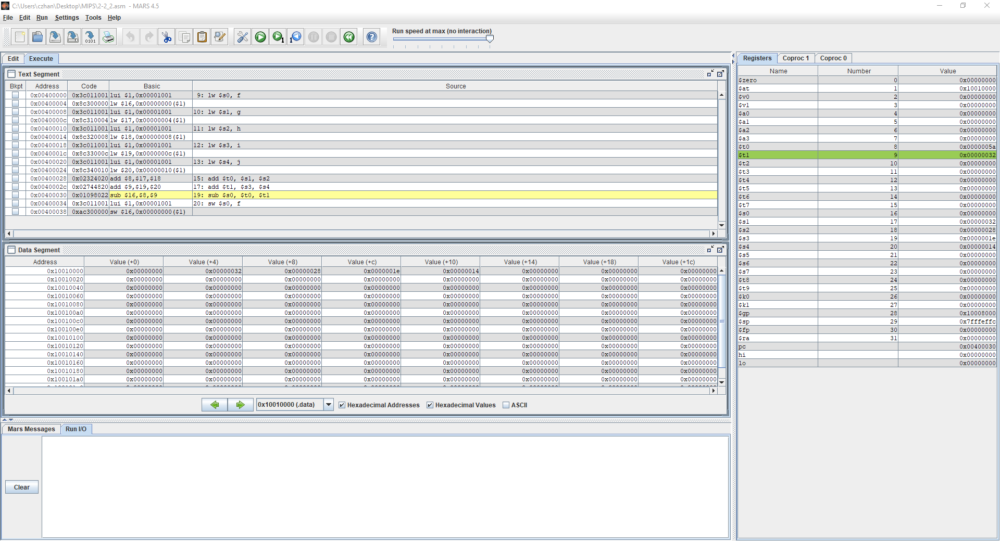 C:\Users\czhan\Desktop\MIPS\2-2_2.asm - MARS 4.5
File Edit Run Settings Tools Help
Run speed at max (no interaction)
Edit Execute
Text Segment
Bkpt Address Code Basic Source
0x00400000 0x3c011001 lui $1,0x00001001 9: lw $s0, f
0x00400004 0x8c300000 lw $16,0x00000000($1)
0x00400008 0x3c011001 lui $1,0x00001001 10: lw $s1, g
0x0040000c 0x8c310004 lw $17,0x00000004($1)
0x00400010 0x3c011001 lui $1,0x00001001 11: lw $s2, h
0x00400014 0x8c320008 lw $18,0x00000008($1)
0x00400018 0x3c011001 lui $1,0x00001001 12: lw $s3, i
0x0040001c 0x8c33000c lw $19,0x0000000c($1)
0x00400020 0x3c011001 lui $1,0x00001001 13: lw $s4, j
0x00400024 0x8c340010 lw $20,0x00000010($1)
0x00400028 0x02324020 add $8,$17,$18 15: add $t0, $s1, $s2
0x0040002c 0x02744820 add $9,$19,$20 17: add $t1, $s3, $s4
0x00400030 0x01098022 sub $16,$8,$9 19: sub $s0, $t0, $t1
0x00400034 0x3c011001 lui $1,0x00001001 20: sw $s0, f
0x00400038 0xac300000 sw $16,0x00000000($1)
Data Segment
Address Value (+0) Value (+4) Value (+8) Value (+c) Value (+10) Value (+14) Value (+18) Value (+1c)
0x10010000 0x00000000 0x00000032 0x00000028 0x0000001e 0x00000014 0x00000000 0x00000000 0x00000000
0x10010020 0x00000000 0x00000000 0x00000000 0x00000000 0x00000000 0x00000000 0x00000000 0x00000000
0x10010040 0x00000000 0x00000000 0x00000000 0x00000000 0x00000000 0x00000000 0x00000000 0x00000000
0x10010060 0x00000000 0x00000000 0x00000000 0x00000000 0x00000000 0x00000000 0x00000000 0x00000000
0x10010080 0x00000000 0x00000000 0x00000000 0x00000000 0x00000000 0x00000000 0x00000000 0x00000000
0x100100a0 0x00000000 0x00000000 0x00000000 0x00000000 0x00000000 0x00000000 0x00000000 0x00000000
0x100100c0 0x00000000 0x00000000 0x00000000 0x00000000 0x00000000 0x00000000 0x00000000 0x00000000
0x100100e0 0x00000000 0x00000000 0x00000000 0x00000000 0x00000000 0x00000000 0x00000000 0x00000000
0x10010100 0x00000000 0x00000000 0x00000000 0x00000000 0x00000000 0x00000000 0x00000000 0x00000000
0x10010120 0x00000000 0x00000000 0x00000000 0x00000000 0x00000000 0x00000000 0x00000000 0x00000000
0x10010140 0x00000000 0x00000000 0x00000000 0x00000000 0x00000000 0x00000000 0x00000000 0x00000000
0x10010160 0x00000000 0x00000000 0x00000000 0x00000000 0x00000000 0x00000000 0x00000000 0x00000000
0x10010180 0x00000000 0x00000000 0x00000000 0x00000000 0x00000000 0x00000000 0x00000000 0x00000000
0x100101a0 0x00000000 0x00000000 0x00000000 0x00000000 0x00000000 0x00000000 0x00000000 0x00000000
0x10010000 (.data) Hexadecimal Addresses Hexadecimal Values ASCII
Mars Messages Run I/O
Clear
Registers Coproc 1 Coproc 0
Name Number Value
$zero 0 0x00000000
$at 1 0x10010000
$v0 2 0x00000000
$v1 3 0x00000000
$a0 4 0x00000000
$a1 5 0x00000000
$a2 6 0x00000000
$a3 7 0x00000000
$t0 8 0x0000005a
$t1 9 0x00000032
$t2 10 0x00000000
$t3 11 0x00000000
$t4 12 0x00000000
$t5 13 0x00000000
$t6 14 0x00000000
$t7 15 0x00000000
$s0 16 0x00000000
$s1 17 0x00000032
$s2 18 0x00000028
$s3 19 0x0000001e
$s4 20 0x00000014
$s5 21 0x00000000
$s6 22 0x00000000
$s7 23 0x00000000
$t8 24 0x00000000
$t9 25 0x00000000
$k0 26 0x00000000
$k1 27 0x00000000
$gp 28 0x10008000
$sp 29 0x7fffeffc
$fp 30 0x00000000
$ra 31 0x00000000
pc 0x00400030
hi 0x00000000
lo 0x00000000